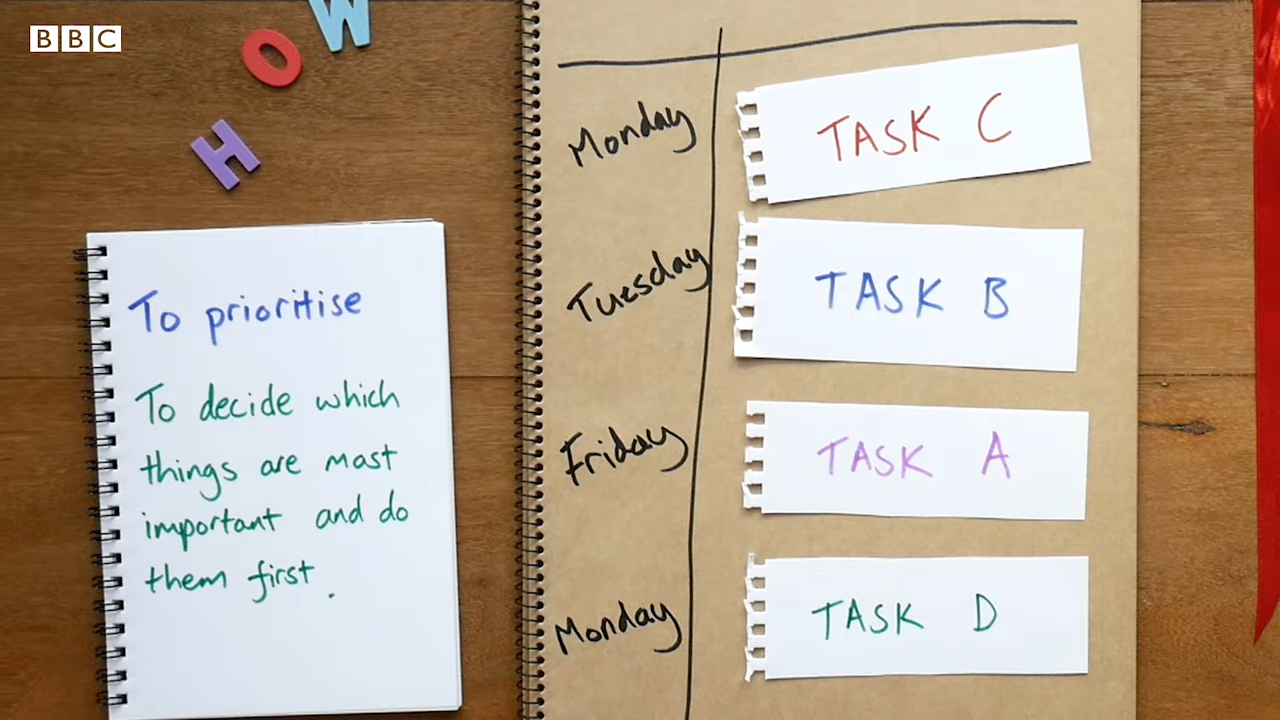 BBC
HOW
To prioritise
To decide which
things are most
important and do
them first.
Monday TASK C
Tuesday TASK B
Friday TASK A
Monday TASK D